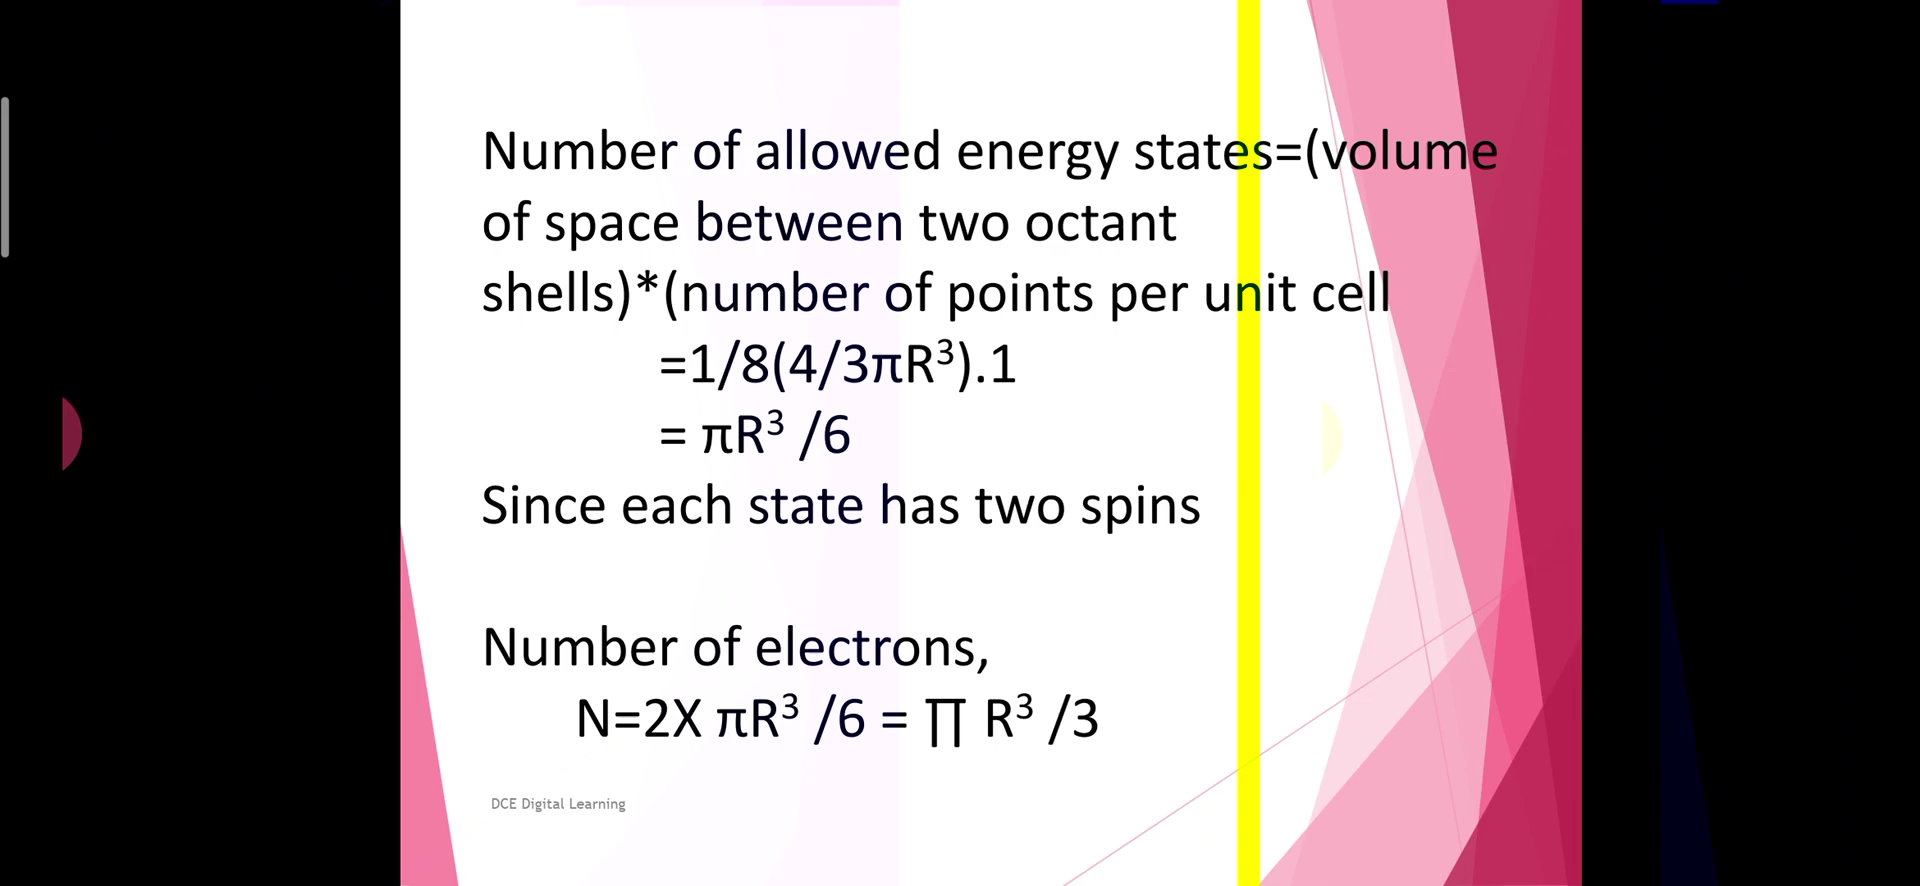 Number of allowed energy states=(volume
of space between two octant
shells)*(number of points per unit cell
=1/8(4/3πR³).1
= πR³ /6
Since each state has two spins
Number of electrons,
N=2X πR³ /6 = ∏ R³ /3
DCE Digital Learning